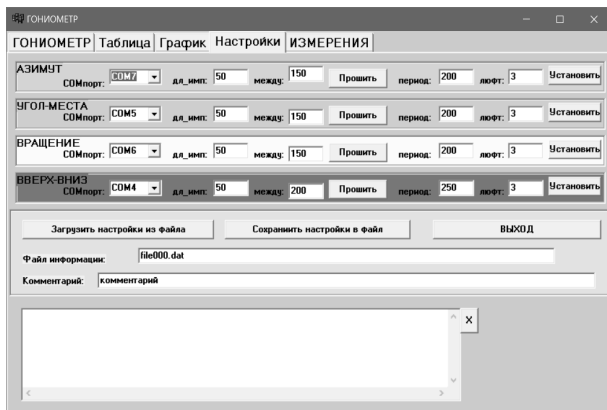 ГОНИОМЕТР
ГОНИОМЕТР Таблица График Настройки ИЗМЕРЕНИЯ
АЗИМУТ
COMпорт: COM7 дл_имп: 50 между: 150 Прошить период: 200 люфт: 3 Установить
УГОЛ-МЕСТА
COMпорт: COM5 дл_имп: 50 между: 150 Прошить период: 200 люфт: 3 Установить
ВРАЩЕНИЕ
COMпорт: COM6 дл_имп: 50 между: 150 Прошить период: 200 люфт: 3 Установить
ВВЕРХ-ВНИЗ
COMпорт: COM4 дл_имп: 50 между: 200 Прошить период: 250 люфт: 3 Установить
Загрузить настройки из файла Сохраниить настройки в файл ВЫХОД
Файл информации: file000.dat
Комментарий: комментарий
X